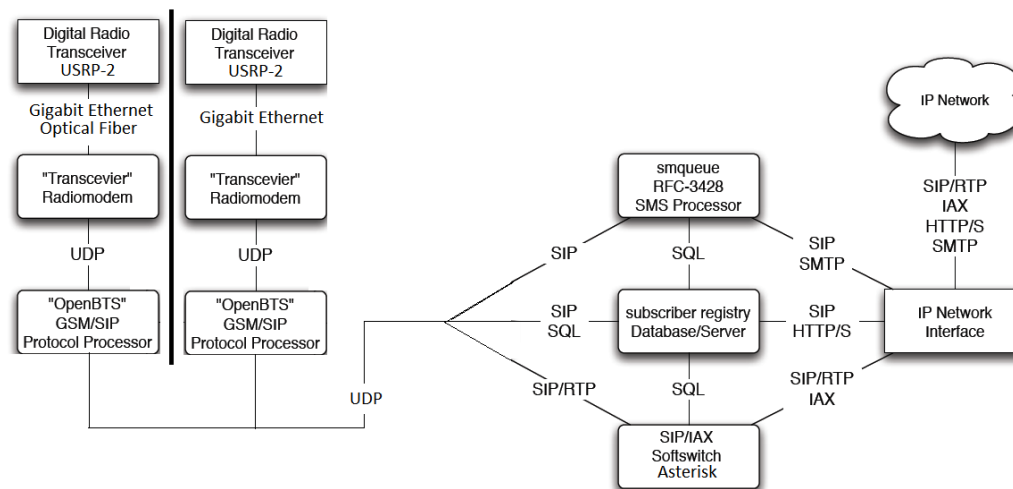 Digital Radio
Transceiver
USRP-2
Gigabit Ethernet
Optical Fiber
"Transcevier"
Radiomodem
UDP
"OpenBTS"
GSM/SIP
Protocol Processor
Digital Radio
Transceiver
USRP-2
Gigabit Ethernet
"Transcevier"
Radiomodem
UDP
"OpenBTS"
GSM/SIP
Protocol Processor
UDP
SIP
SIP
SQL
SIP/RTP
smqueue
RFC-3428
SMS Processor
SQL
subscriber registry
Database/Server
SQL
SIP/IAX
Softswitch
Asterisk
SIP
SMTP
SIP
HTTP/S
SIP/RTP
IAX
IP Network
SIP/RTP
IAX
HTTP/S
SMTP
IP Network
Interface